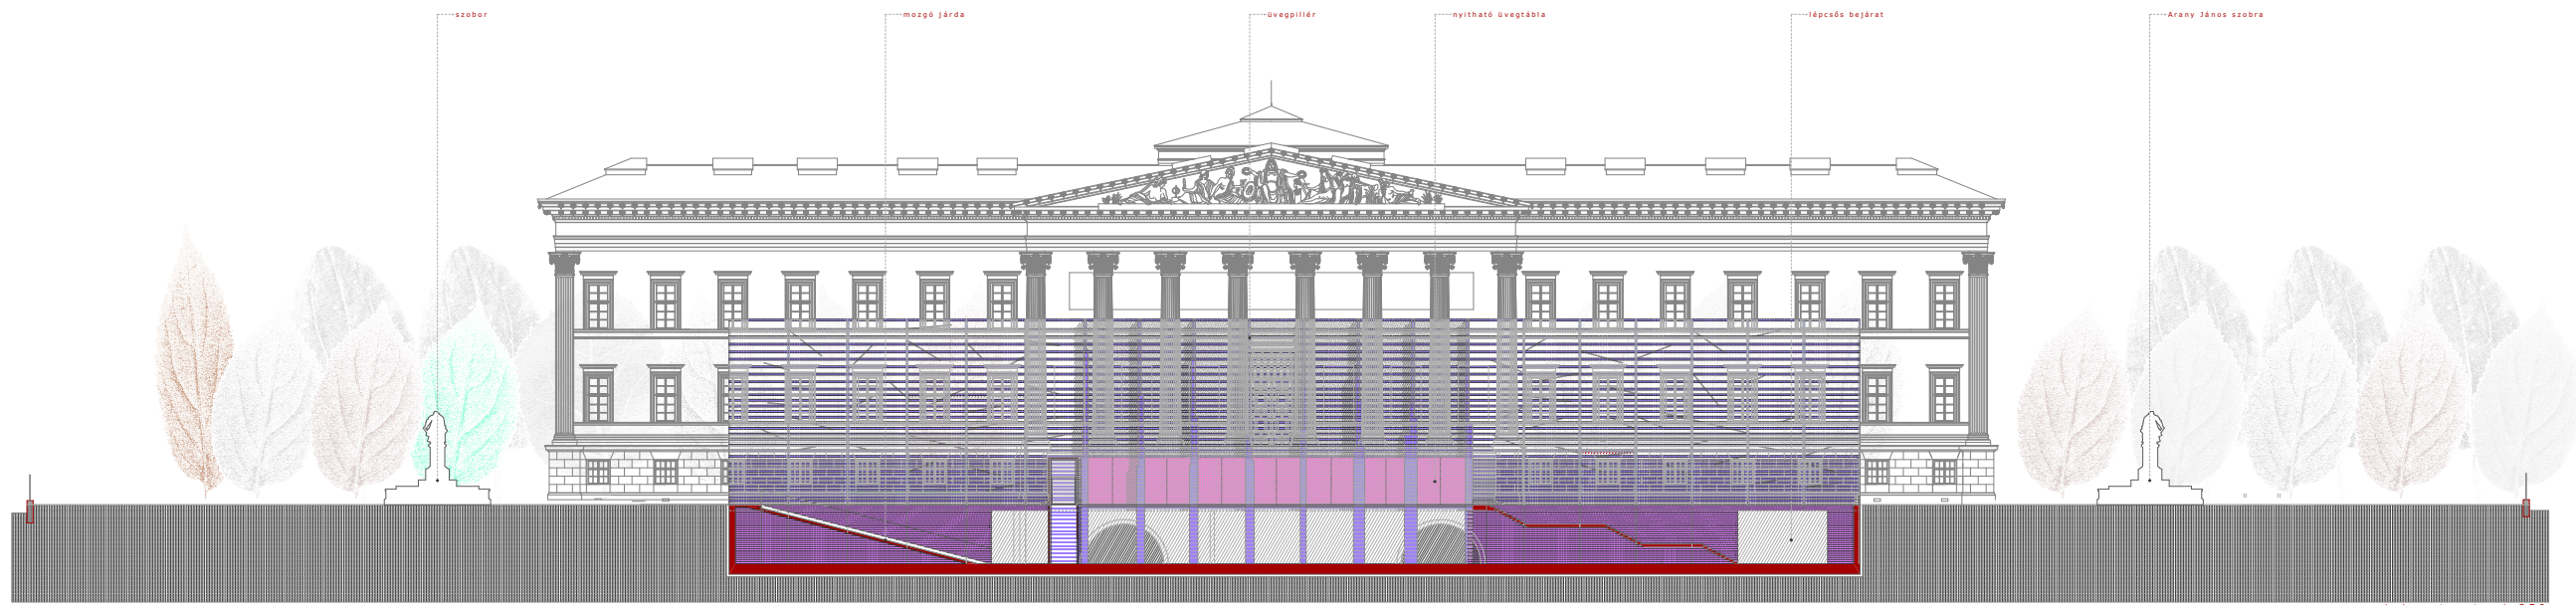 szobor
mozgó járda
üvegpillér
nyitható üvegtábla
lépcsős bejárat
Arany János szobra